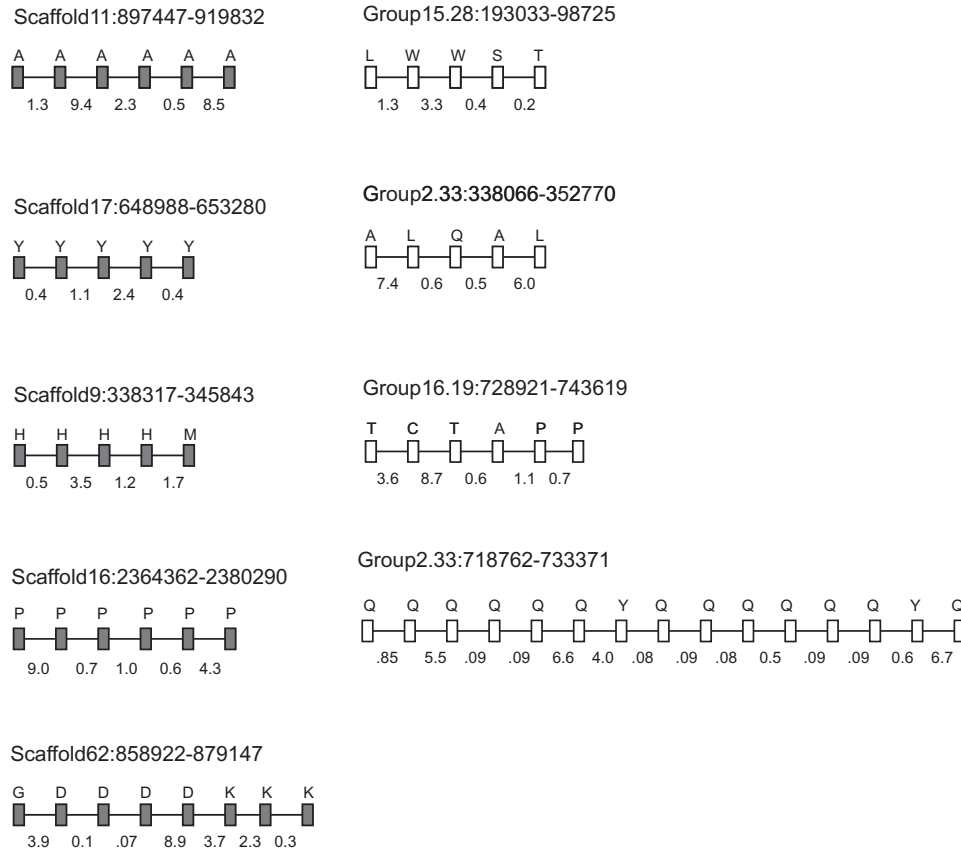 Scaffold11:897447-919832
A A A A A A
1.3 9.4 2.3 0.5 8.5
Scaffold17:648988-653280
Y Y Y Y Y
0.4 1.1 2.4 0.4
Scaffold9:338317-345843
H H H H M
0.5 3.5 1.2 1.7
Scaffold16:2364362-2380290
P P P P P P
9.0 0.7 1.0 0.6 4.3
Scaffold62:858922-879147
G D D D D K K K
3.9 0.1 .07 8.9 3.7 2.3 0.3
Group15.28:193033-98725
L W W S T
1.3 3.3 0.4 0.2
Group2.33:338066-352770
A L Q A L
7.4 0.6 0.5 6.0
Group16.19:728921-743619
T C T A P P
3.6 8.7 0.6 1.1 0.7
Group2.33:718762-733371
Q Q Q Q Q Q Y Q Q Q Q Q Q Y Q
.85 5.5 .09 .09 6.6 4.0 .08 .09 .08 0.5 .09 .09 0.6 6.7